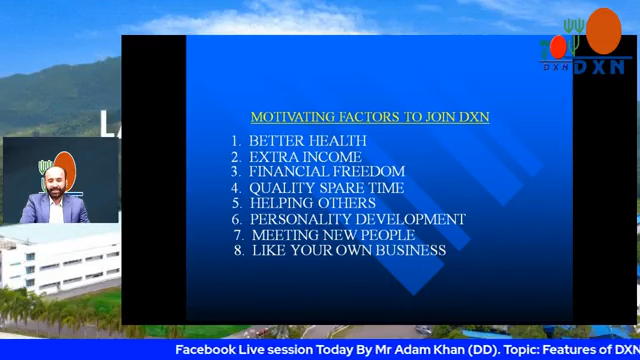 DXN
DXN
MOTIVATING FACTORS TO JOIN DXN
1. BETTER HEALTH
2. EXTRA INCOME
3. FINANCIAL FREEDOM
4. QUALITY SPARE TIME
5. HELPING OTHERS
6. PERSONALITY DEVELOPMENT
7. MEETING NEW PEOPLE
8. LIKE YOUR OWN BUSINESS
Facebook Live session Today By Mr Adam Khan (DD). Topic: Features of DXN